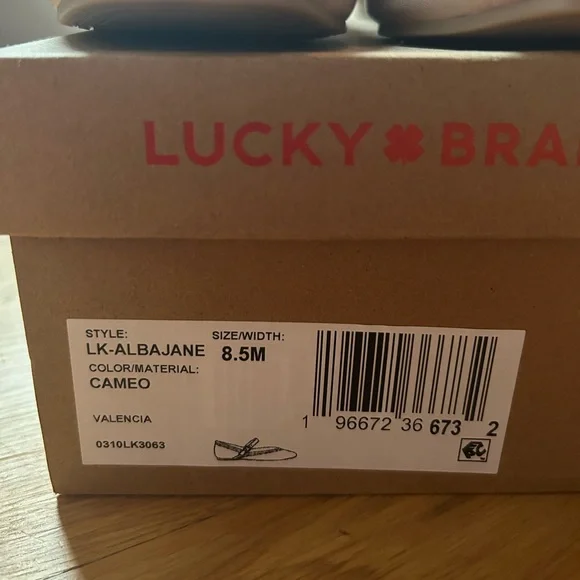 LUCKY BRA
STYLE: SIZE/WIDTH:
LK-ALBAJANE 8.5M
COLOR/MATERIAL:
CAMEO
VALENCIA
0310LK3063
1 96672 36 673 2